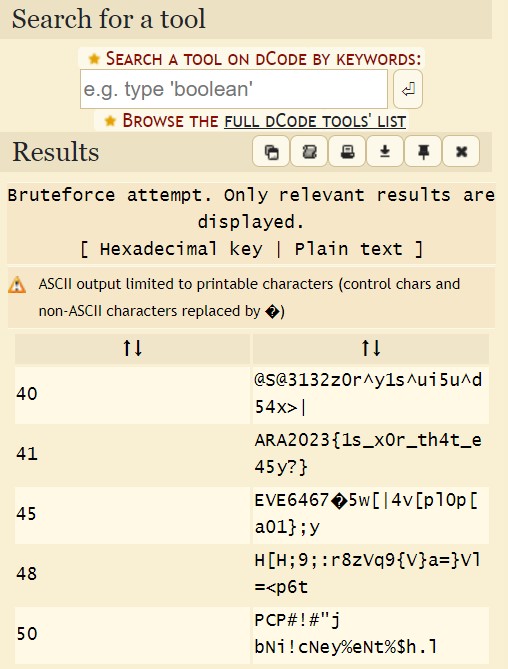 Search for a tool
SEARCH A TOOL ON DCODE BY KEYWORDS:
e.g. type 'boolean'
BROWSE THE FULL DCODE TOOLS' LIST
Results
Bruteforce attempt. Only relevant results are
displayed.
[ Hexadecimal key | Plain text ]
ASCII output limited to printable characters (control chars and
non-ASCII characters replaced by �)
↑↓ ↑↓
40 @S@3132z0r^y1s^ui5u^d
54x>|
41 ARA2023{1s_x0r_th4t_e
45y?}
45 EVE6467�5w[|4v[pl0p[
a01};y
48 H[H;9;:r8zVq9{V}a=}Vl
=<p6t
50 PCP#!#"j
bNi!cNey%eNt%$h.l